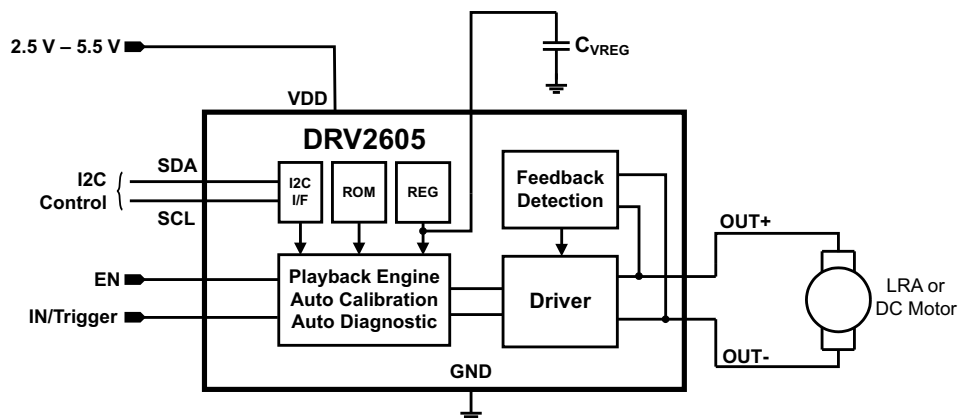 2.5 V – 5.5 V
CVREG
VDD
DRV2605
SDA
I2C
Control
SCL
I2C
I/F
ROM
REG
Feedback
Detection
OUT+
EN
IN/Trigger
Playback Engine
Auto Calibration
Auto Diagnostic
Driver
LRA or
DC Motor
OUT-
GND